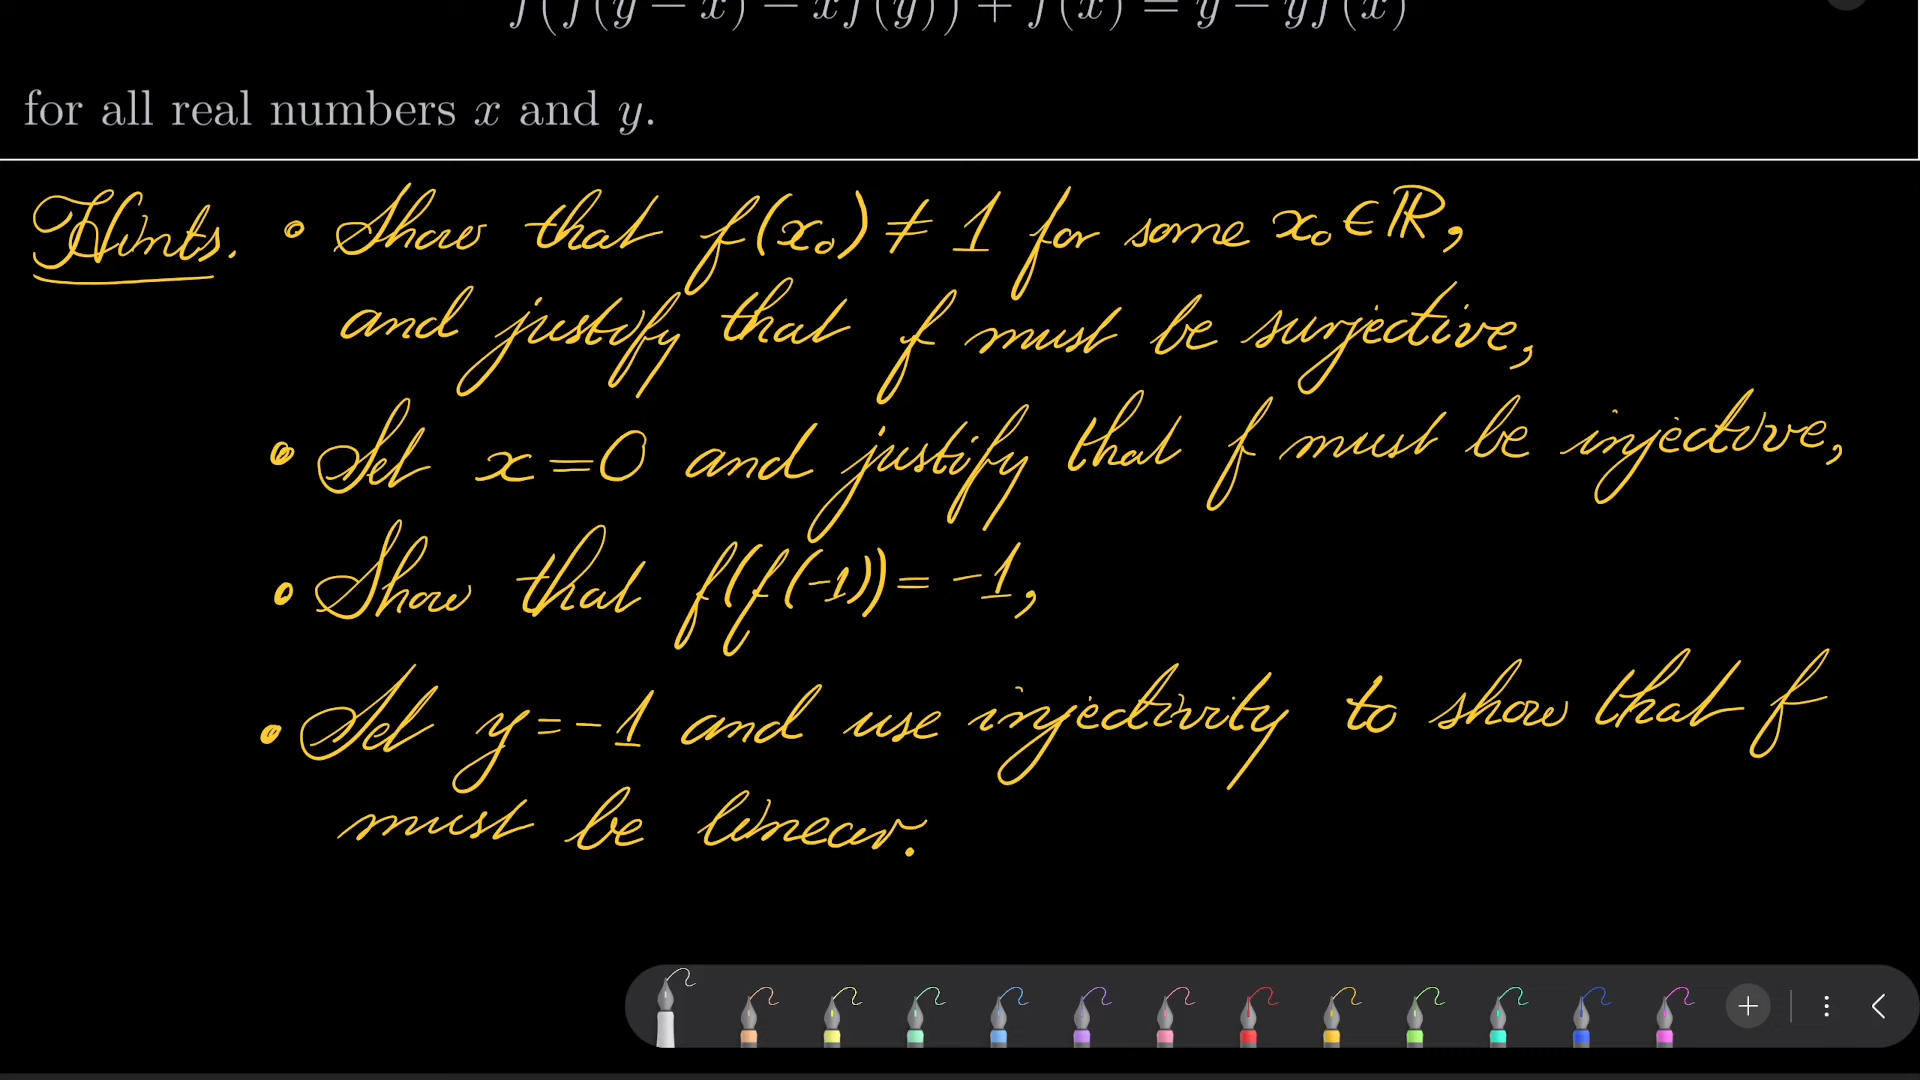 f(f(y − x) − xf(y)) + f(x) = y − yf(x)
for all real numbers x and y.
Hints. • Show that f(x₀) ≠ 1 for some x₀ ∈ ℝ,
and justify that f must be surjective,
• Set x = 0 and justify that f must be injective,
• Show that f(f(-1)) = -1,
• Set y = -1 and use injectivity to show that f
must be linear.